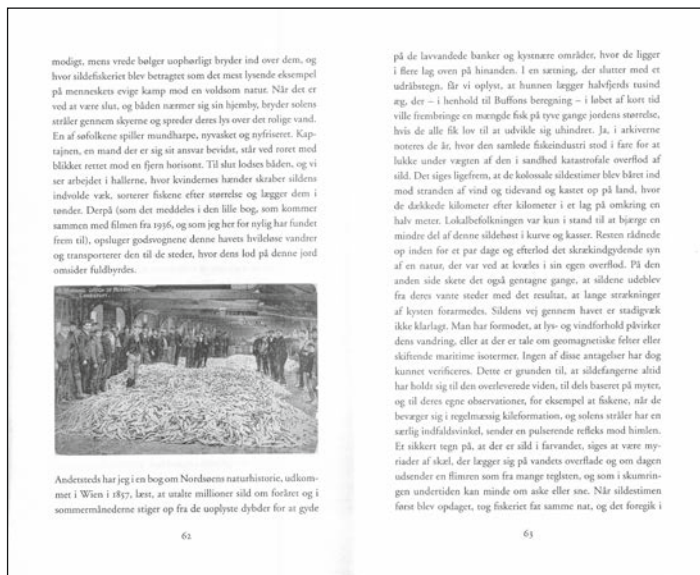 modigt, mens vrede bølger uophørligt bryder ind over dem, og
hvor sildefiskeriet blev betragtet som det mest lysende eksempel
på menneskets evige kamp mod en voldsom natur. Når det er
ved at være slut, og båden nærmer sig sin hjemby, bryder solens
stråler gennem skyerne og spreder deres lys over det rolige vand.
En af søfolkene spiller mundharpe, nyvasket og nyfriseret. Kap-
tajnen, en mand der er sig sit ansvar bevidst, står ved roret med
blikket rettet mod en fjern horisont. Til slut lodses båden, og vi
ser arbejdet i hallerne, hvor kvindernes hænder skraber sildens
indvolde væk, sorterer fiskene efter størrelse og lægger dem i
tønder. Derpå (som det meddeles i den lille bog, som kommer
sammen med filmen fra 1936, og som jeg her for nylig har fundet
frem til), opsluger godsvognene denne havets hvileløse vandrer
og transporterer den til de steder, hvor dens lod på denne jord
omsider fuldbyrdes.
CATCH OF
LOWESTOFT
Andetsteds har jeg i en bog om Nordsøens naturhistorie, udkom-
met i Wien i 1857, læst, at utalte millioner sild om foråret og i
sommermånederne stiger op fra de uoplyste dybder for at gyde
62
på de lavvandede banker og kystnære områder, hvor de ligger
i flere lag oven på hinanden. I en sætning, der slutter med et
udråbstegn, får vi oplyst, at hunnen lægger halvfjerds tusind
æg, der – i henhold til Buffons beregning – i løbet af kort tid
ville frembringe en mængde fisk på tyve gange jordens størrelse,
hvis de alle fik lov til at udvikle sig uhindret. Ja, i arkiverne
noteres de år, hvor den samlede fiskeindustri stod i fare for at
lukke under vægten af den i sandhed katastrofale overflod af
sild. Det siges ligefrem, at de kolossale sildestimer blev båret ind
mod stranden af vind og tidevand og kastet op på land, hvor
de dækkede kilometer efter kilometer i et lag på omkring en
halv meter. Lokalbefolkningen var kun i stand til at bjærge en
mindre del af denne sildehøst i kurve og kasser. Resten rådnede
op inden for et par dage og efterlod det skrækindgydende syn
af en natur, der var ved at kvæles i sin egen overflod. På den
anden side skete det også gentagne gange, at sildene udeblev
fra deres vante steder med det resultat, at lange strækninger
af kysten forarmedes. Sildens vej gennem havet er stadigvæk
ikke klarlagt. Man har formodet, at lys- og vindforhold påvirker
dens vandring, eller at der er tale om geomagnetiske felter eller
skiftende maritime isotermer. Ingen af disse antagelser har dog
kunnet verificeres. Dette er grunden til, at sildefangerne altid
har holdt sig til den overleverede viden, til dels baseret på myter,
og til deres egne observationer, for eksempel at fiskene, når de
bevæger sig i regelmæssig kileformation, og solens stråler har en
særlig indfaldsvinkel, sender en pulserende refleks mod himlen.
Et sikkert tegn på, at der er sild i farvandet, siges at være my-
riader af skæl, der lægger sig på vandets overflade og om dagen
udsender en flimren som fra mange teglsten, og som i skumrin-
gen undertiden kan minde om aske eller sne. Når sildestimen
først blev opdaget, tog fiskeriet fat samme nat, og det foregik i
63